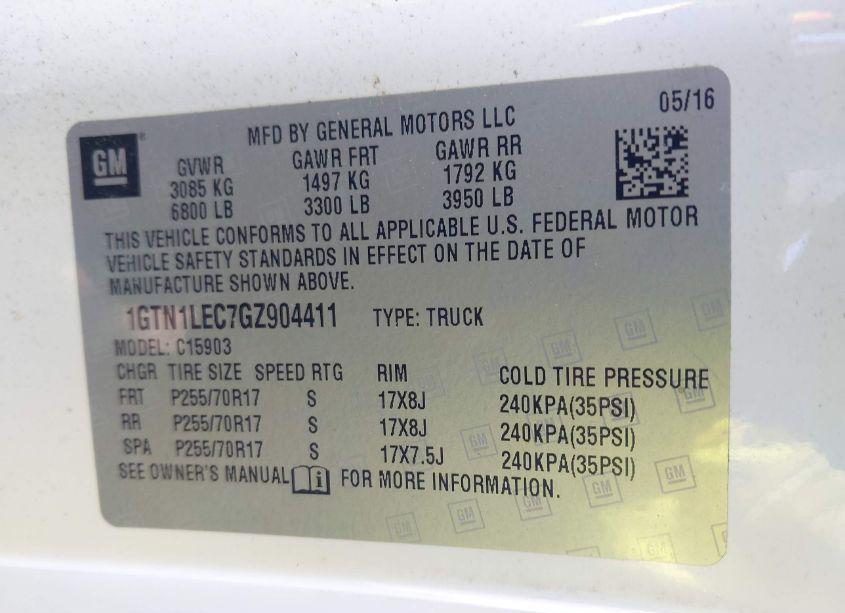 05/16
MFD BY GENERAL MOTORS LLC
GM
GVWR GAWR FRT GAWR RR
3085 KG 1497 KG 1792 KG
6800 LB 3300 LB 3950 LB
THIS VEHICLE CONFORMS TO ALL APPLICABLE U.S. FEDERAL MOTOR
VEHICLE SAFETY STANDARDS IN EFFECT ON THE DATE OF
MANUFACTURE SHOWN ABOVE.
1GTN1LEC7GZ904411 TYPE: TRUCK
MODEL: C15903
CHGR TIRE SIZE SPEED RTG RIM COLD TIRE PRESSURE
FRT P255/70R17 S 17X8J 240KPA(35PSI)
RR P255/70R17 S 17X8J 240KPA(35PSI)
SPA P255/70R17 S 17X7.5J 240KPA(35PSI)
SEE OWNER'S MANUAL FOR MORE INFORMATION.